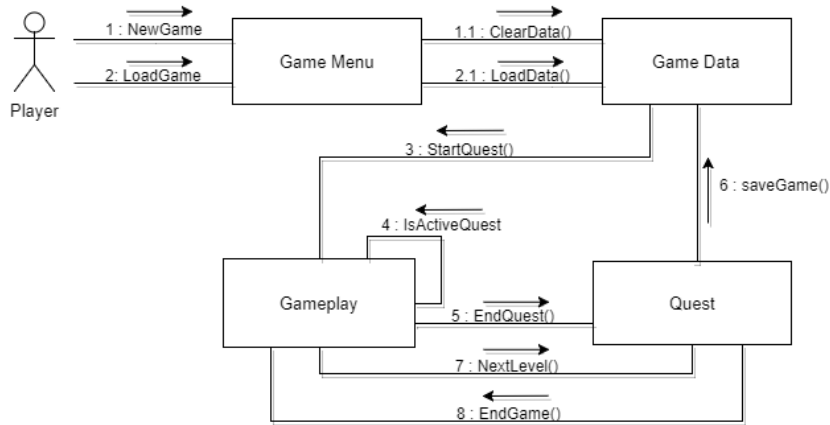 1 : NewGame
1.1 : ClearData()
Game Menu
Game Data
2: LoadGame
2.1 : LoadData()
Player
3 : StartQuest()
6 : saveGame()
4 : IsActiveQuest
Gameplay
Quest
5 : EndQuest()
7 : NextLevel()
8 : EndGame()